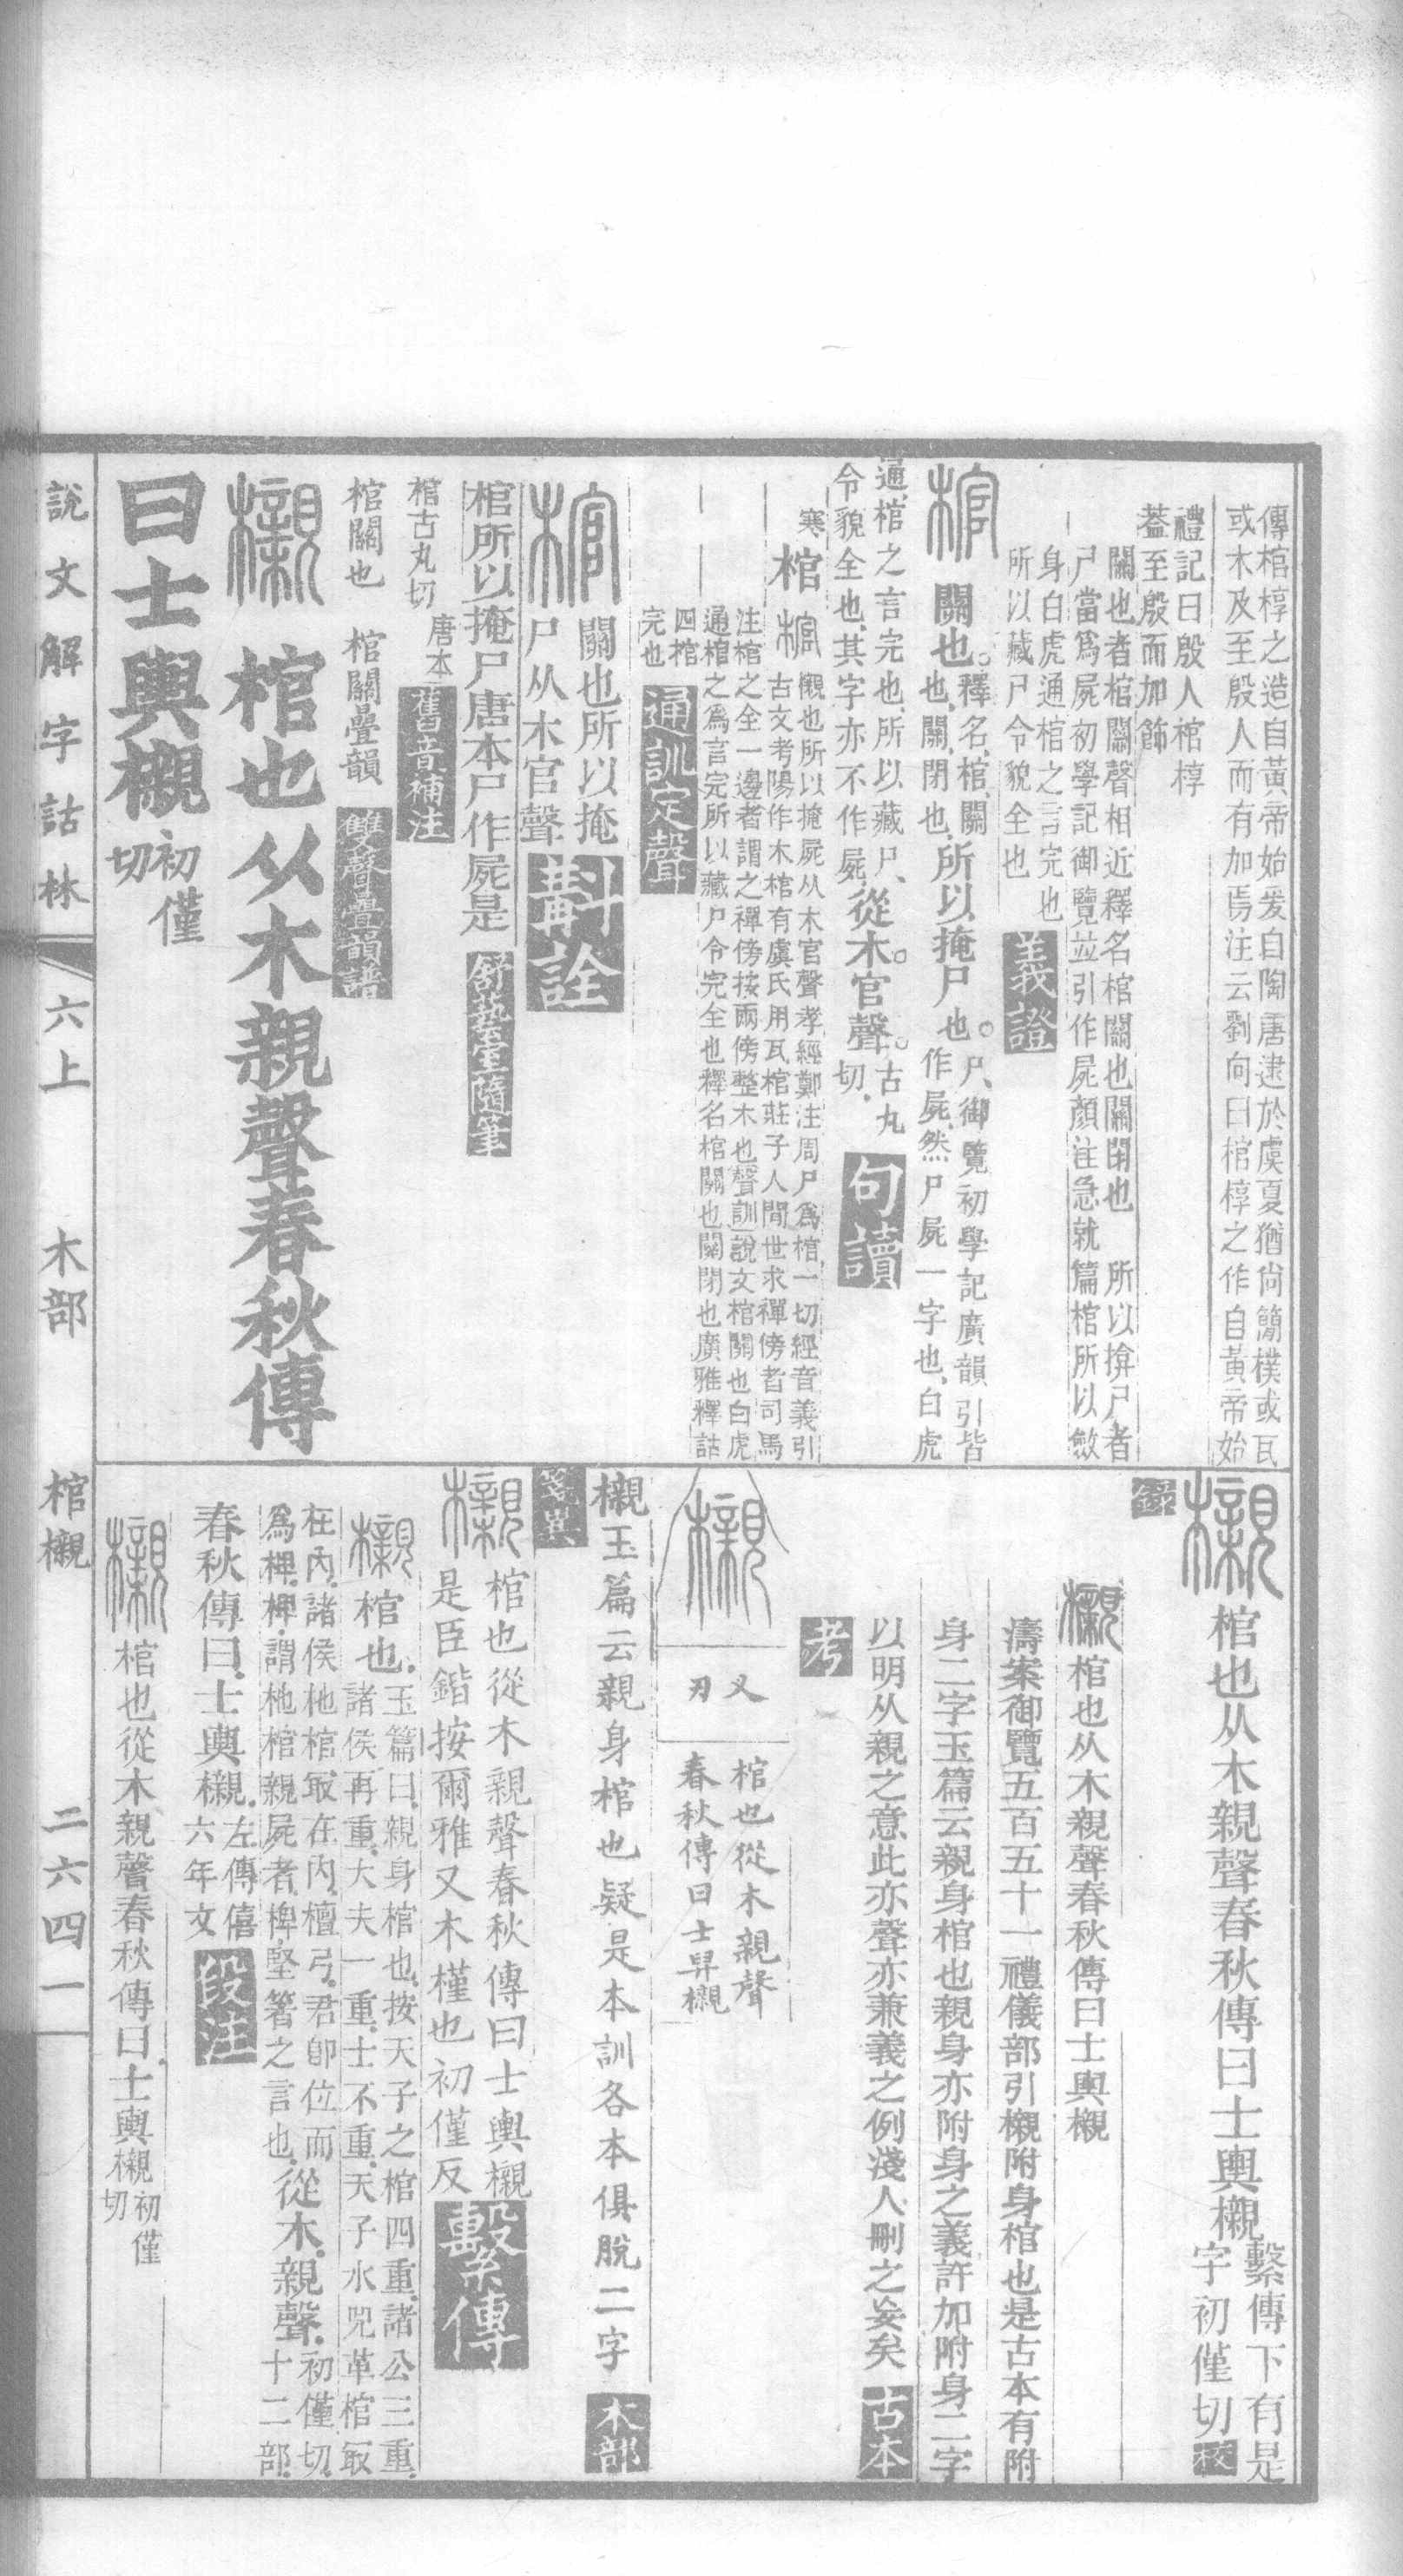 傳棺椁之造自黃帝始爰自陶唐逮於虞夏猶尙簡樸或瓦
或木及至殷人而有加焉注云劉向曰棺椁之作自黃帝始
禮記曰殷人棺椁
葢至殷而加飾
關也者棺關聲相近釋名棺關也關閉也　所以揜尸者
尸當爲屍初學記御覽竝引作屍顏注急就篇棺所以斂
身白虎通棺之言完也
所以藏尸令貌全也
義證
棺
關也。釋名、棺、關
也、關、閉也、
所以掩尸也。尸、御覽初學記廣韻引皆
作屍、然尸屍一字也、白虎
通、棺之言完也、所以藏尸、
令貌全也、其字亦不作屍、
從木。官聲。古丸
切、
句讀
寒
棺
棺
櫬也所以掩屍从木官聲孝經鄭注周尸爲棺一切經音義引
古文考陽作木棺有虞氏用瓦棺莊子人間世求禪傍者司馬
注棺之全一邊者謂之禪傍按兩傍整木也聲訓說文棺關也白虎
通棺之爲言完所以藏尸令完全也釋名棺關也關閉也廣雅釋詁
四棺
完也
通訓定聲
棺
關也所以掩
尸从木官聲
斠詮
棺所以掩尸唐本尸作屍是
舒埶室隨筆
棺古丸切　唐本
舊音補注
棺關也　棺關疊韻
雙聲疊韻譜
櫬
棺也从木親聲春秋傳
曰士輿櫬初僅
切
櫬
棺也从木親聲春秋傳曰士輿櫬繫傳下有是
字初僅切
校
錄
櫬
棺也从木親聲春秋傳曰士輿櫬
濤案御覽五百五十一禮儀部引櫬附身棺也是古本有附
身二字玉篇云親身棺也親身亦附身之義許加附身二字
以明从親之意此亦聲亦兼義之例淺人刪之妄矣
古本
考
櫬
乂
刃
棺也從木親聲
春秋傳曰士舁櫬
木部
櫬玉篇云親身棺也疑是本訓各本俱脫二字
箋異
櫬
棺也從木親聲春秋傳曰士輿櫬
是臣鍇按爾雅又木槿也初僅反
繫傳
櫬
棺也、玉篇曰、親身棺也、按天子之棺四重、諸公三重、
諸侯再重、大夫一重、士不重、天子水兕革棺冣
在內、諸侯杝棺冣在內、檀弓、君卽位而
爲椑、椑、謂杝棺親屍者、椑、堅箸之言也、
從木、親聲、初僅切、
十二部、
春秋傳曰、士輿櫬、左傳僖
六年文
段注
櫬
棺也從木親聲春秋傳曰、士輿櫬初僅
切
說文解字詁林
六上
木部
棺櫬
二六四一